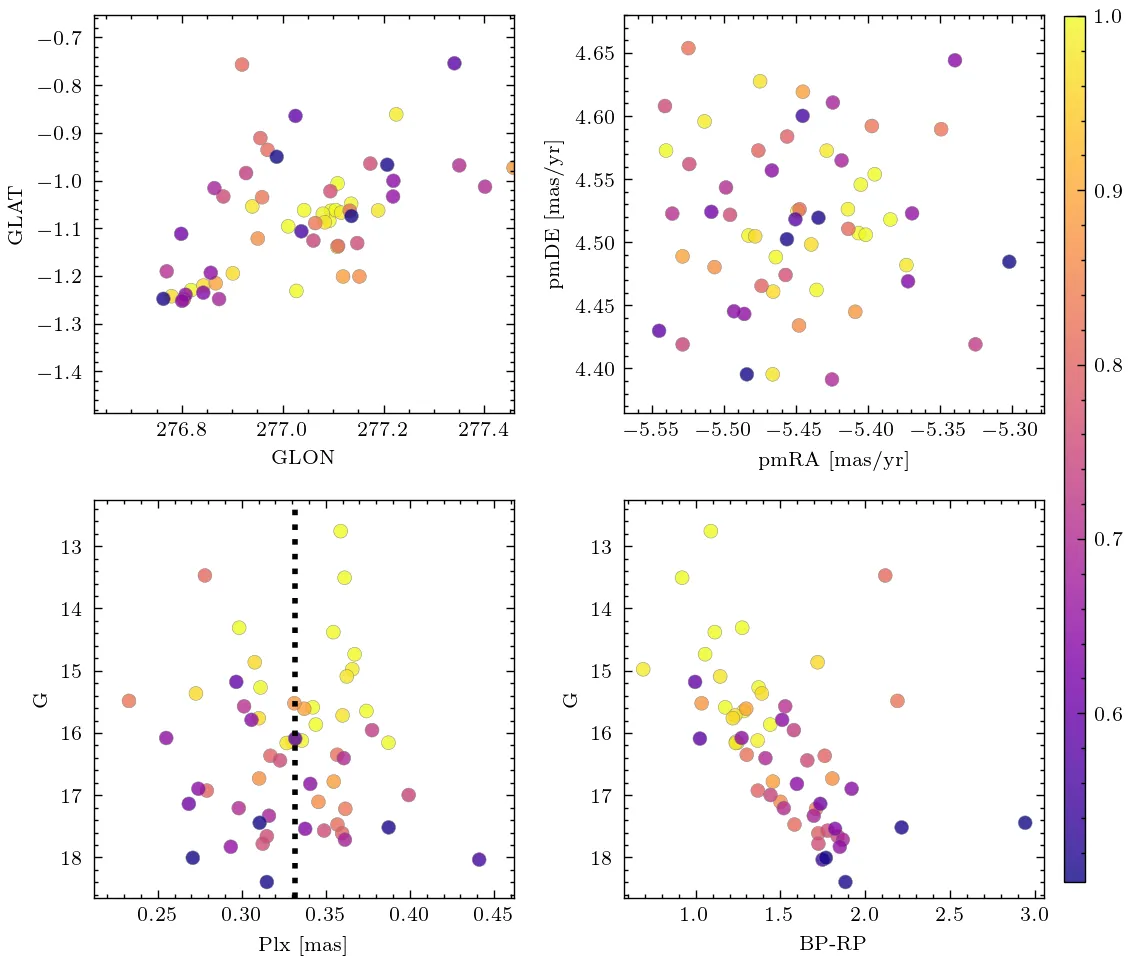 −0.7
−0.8
−0.9
−1.0
−1.1
−1.2
−1.3
−1.4
GLAT
276.8 277.0 277.2 277.4
GLON
4.65
4.60
4.55
4.50
4.45
4.40
pmDE [mas/yr]
−5.55 −5.50 −5.45 −5.40 −5.35 −5.30
pmRA [mas/yr]
1.0
0.9
0.8
0.7
0.6
13
14
15
16
17
18
G
0.25 0.30 0.35 0.40 0.45
Plx [mas]
13
14
15
16
17
18
G
1.0 1.5 2.0 2.5 3.0
BP-RP